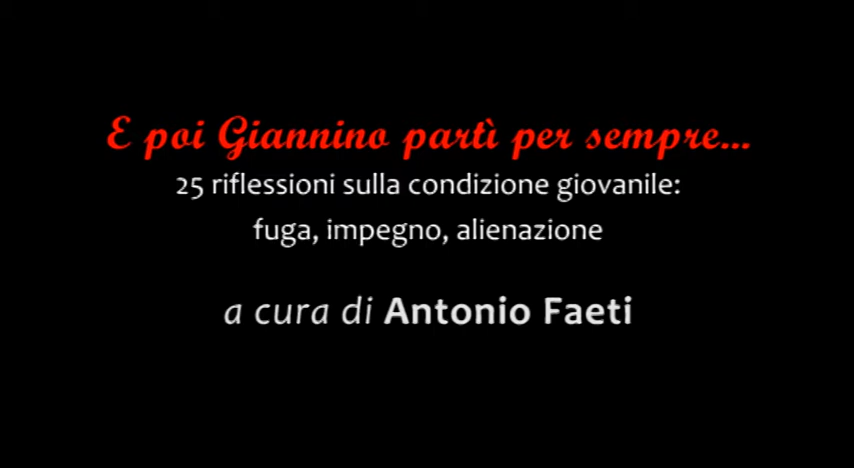 E poi Giannino partì per sempre...
25 riflessioni sulla condizione giovanile:
fuga, impegno, alienazione
a cura di Antonio Faeti